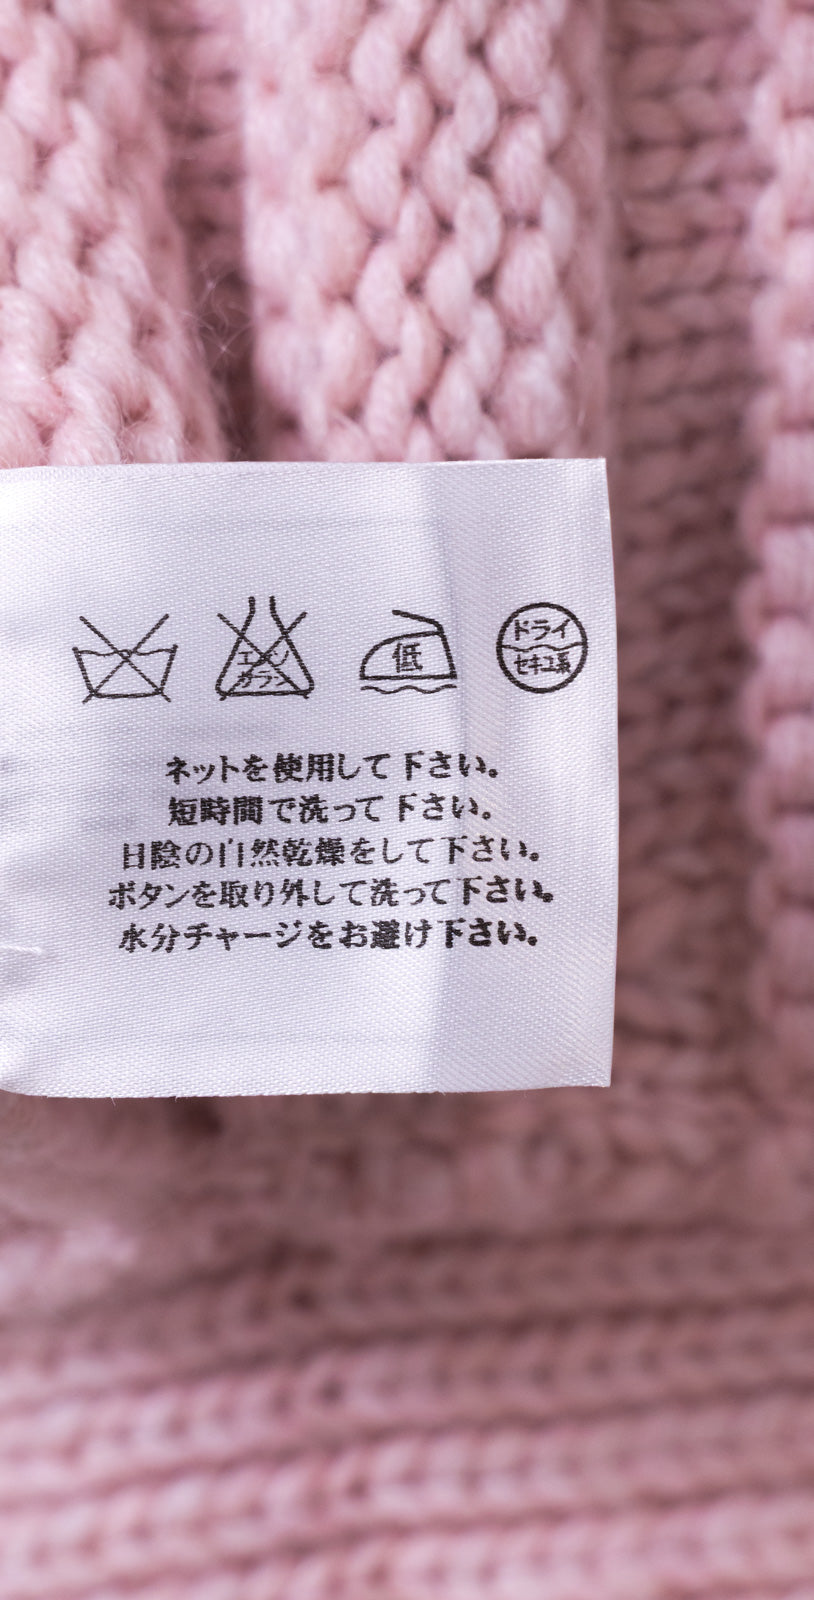 エンソ
カラン
低
ドライ
セキユ系
ネットを使用して下さい。
短時間で洗って下さい。
日陰の自然乾燥をして下さい。
ボタンを取り外して洗って下さい。
水分チャージをお避け下さい。